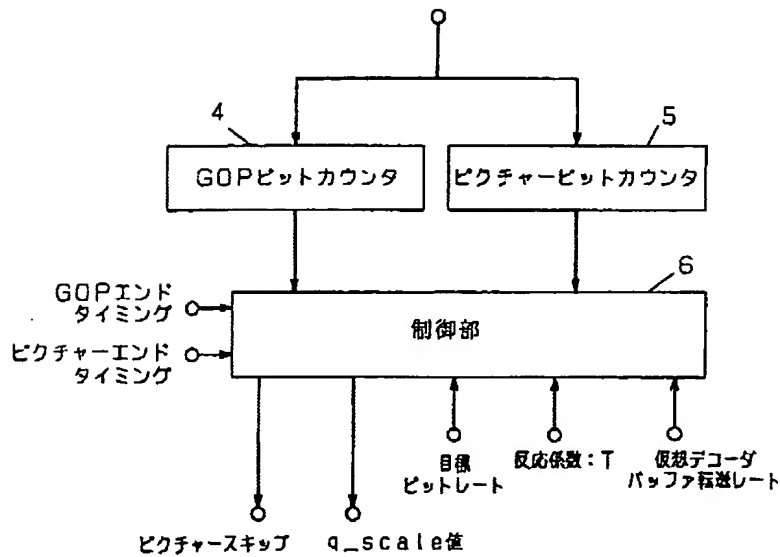 4
5
GOPビットカウンタ
ピクチャービットカウンタ
6
GOPエンド
タイミング
制御部
ピクチャーエンド
タイミング
目標
ビットレート
反応係数：T
仮想デコーダ
バッファ転送レート
ピクチャースキップ
q_scale値